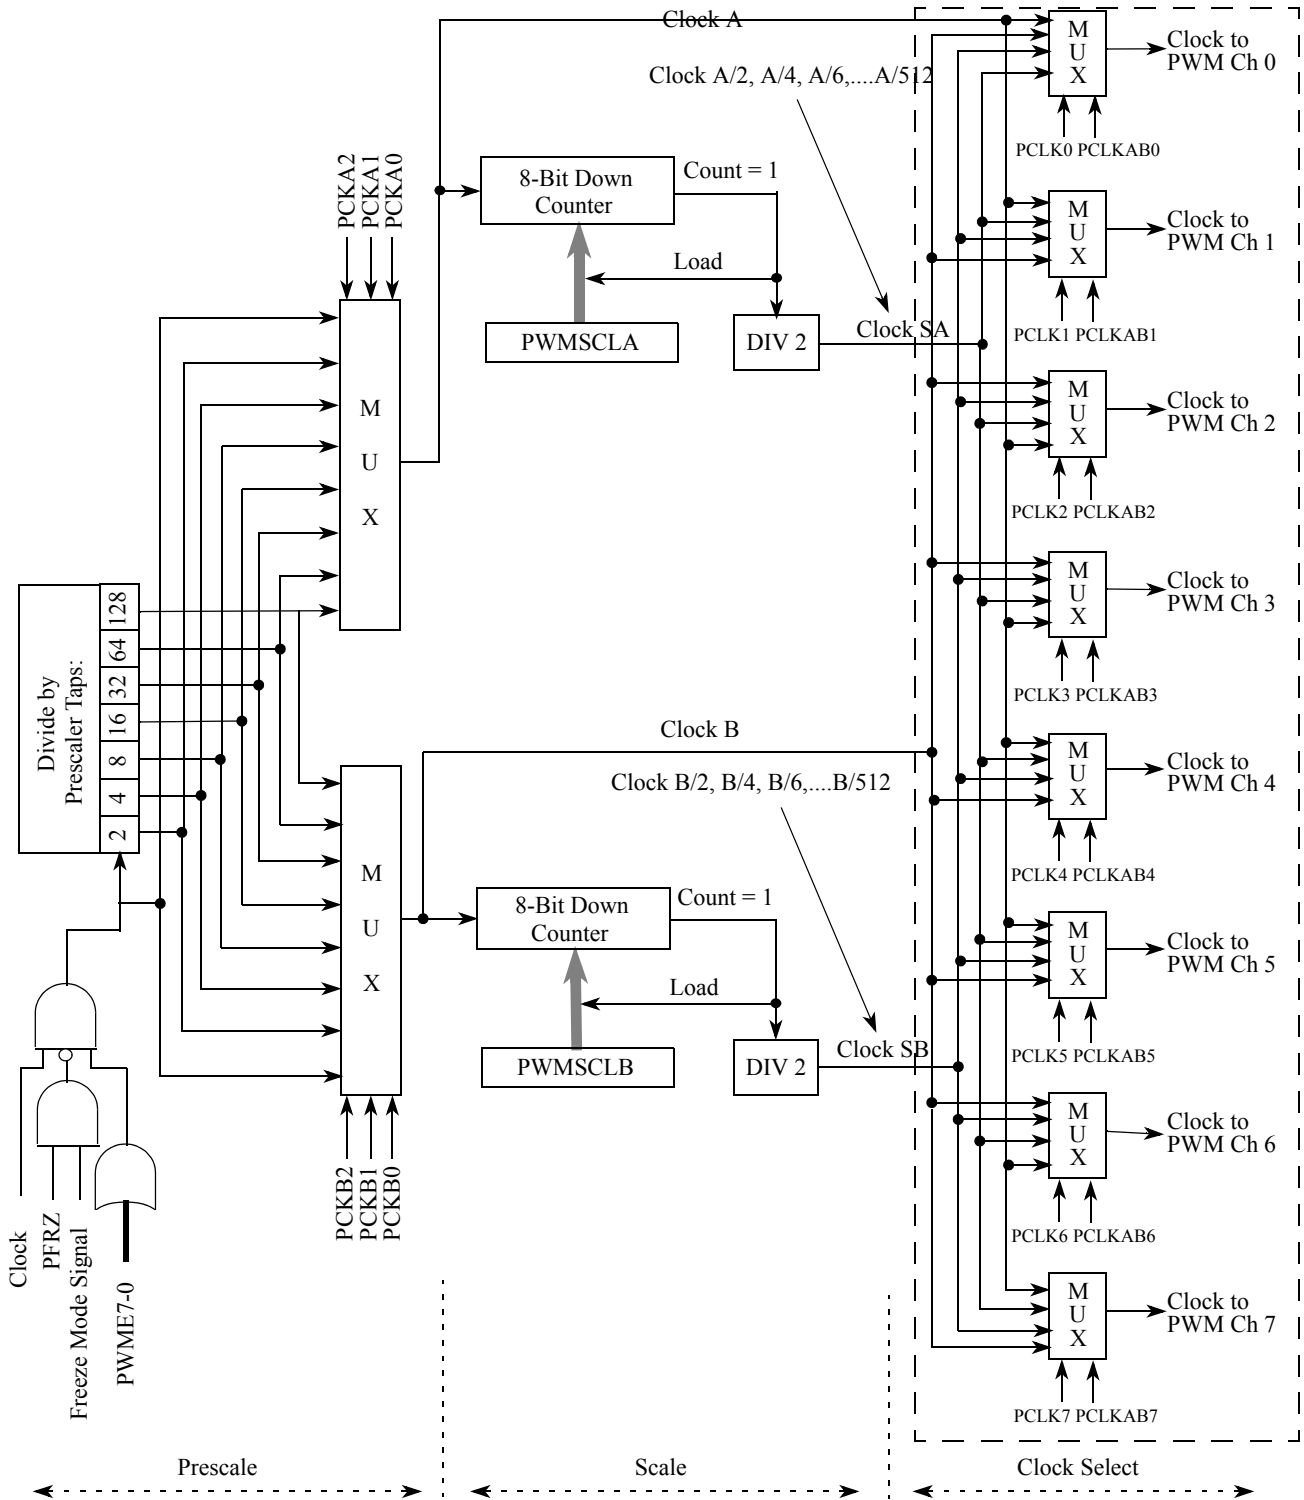 Clock A
Clock A/2, A/4, A/6,....A/512
PCKA2
PCKA1
PCKA0
8-Bit Down
Counter
Count = 1
Load
PWMSCLA
DIV 2
Clock SA
M
U
X
Divide by
Prescaler Taps:
128
64
32
16
8
4
2
Clock B
Clock B/2, B/4, B/6,....B/512
M
U
X
8-Bit Down
Counter
Count = 1
Load
PWMSCLB
DIV 2
Clock SB
PCKB2
PCKB1
PCKB0
Clock
PFRZ
Freeze Mode Signal
PWME7-0
M
U
X
Clock to
PWM Ch 0
PCLK0 PCLKAB0
M
U
X
Clock to
PWM Ch 1
PCLK1 PCLKAB1
M
U
X
Clock to
PWM Ch 2
PCLK2 PCLKAB2
M
U
X
Clock to
PWM Ch 3
PCLK3 PCLKAB3
M
U
X
Clock to
PWM Ch 4
PCLK4 PCLKAB4
M
U
X
Clock to
PWM Ch 5
PCLK5 PCLKAB5
M
U
X
Clock to
PWM Ch 6
PCLK6 PCLKAB6
M
U
X
Clock to
PWM Ch 7
PCLK7 PCLKAB7
Prescale
Scale
Clock Select